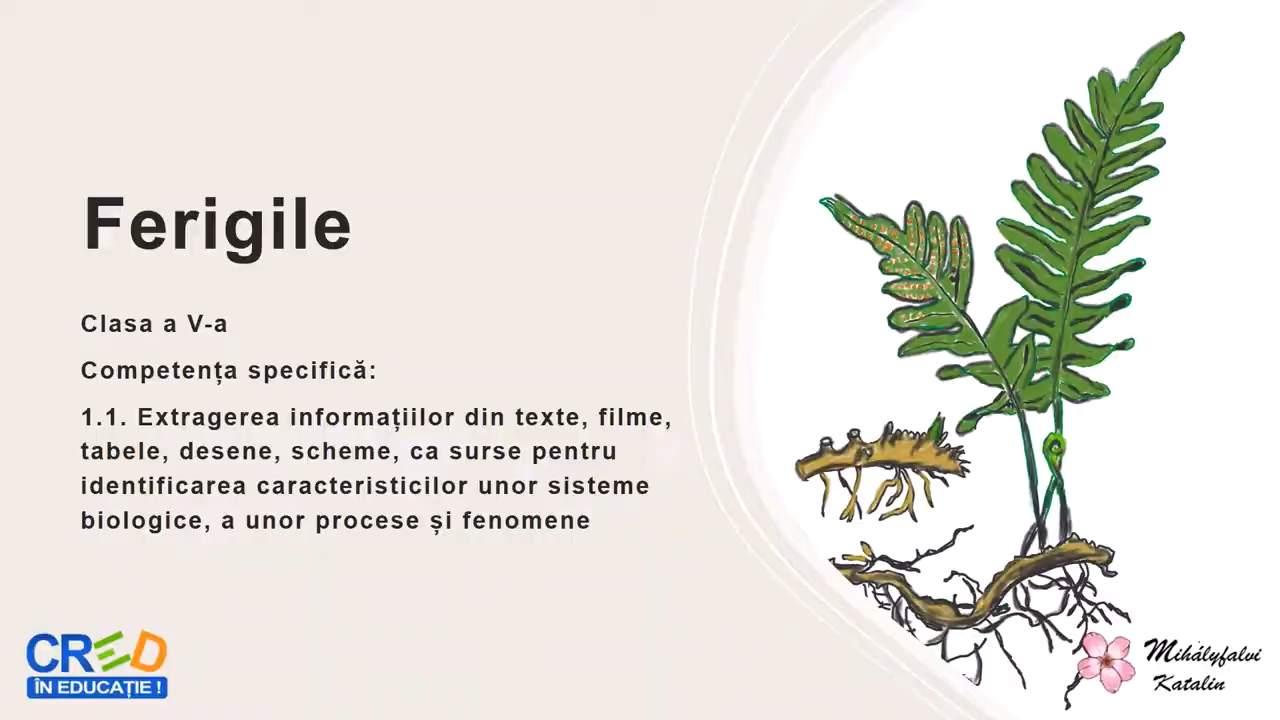 Ferigile
Clasa a V-a
Competența specifică:
1.1. Extragerea informațiilor din texte, filme,
tabele, desene, scheme, ca surse pentru
identificarea caracteristicilor unor sisteme
biologice, a unor procese și fenomene
CRED
ÎN EDUCAȚIE !
Mihályfalvi
Katalin